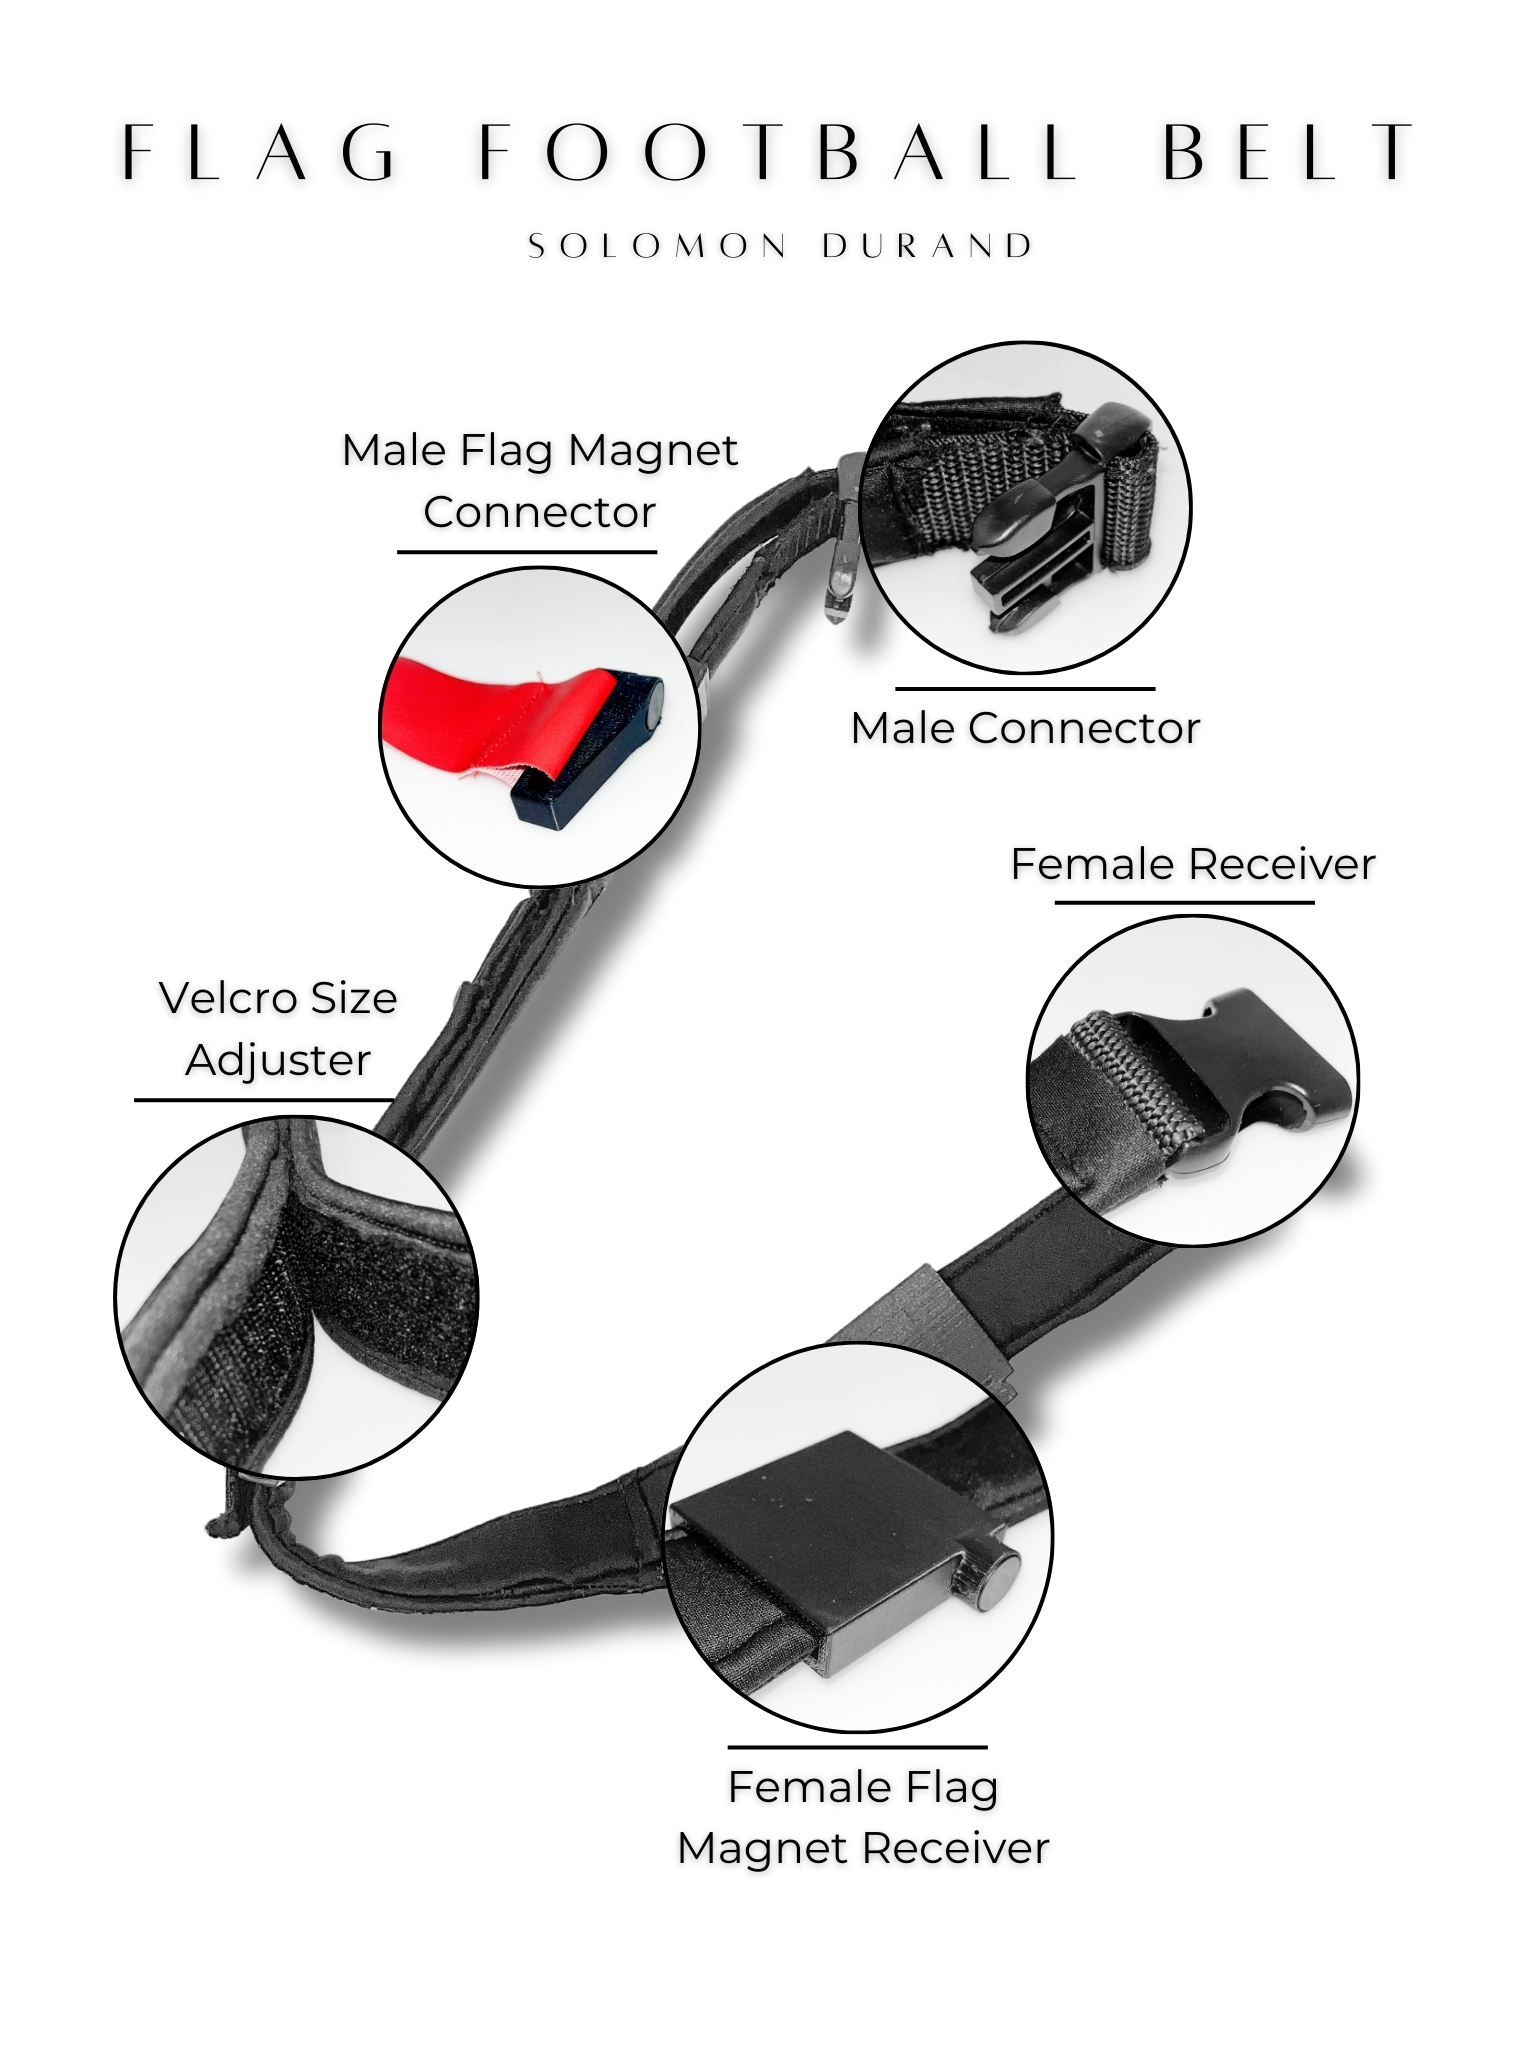 FLAG FOOTBALL BELT
SOLOMON DURAND
Male Flag Magnet
Connector
Male Connector
Female Receiver
Velcro Size
Adjuster
Female Flag
Magnet Receiver